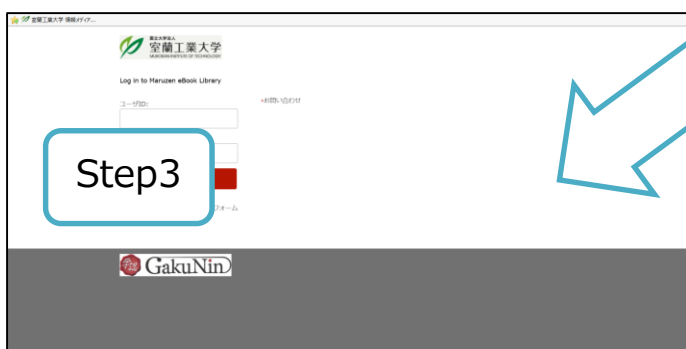 室蘭工業大学 情報メディア...
国立大学法人
室蘭工業大学
MURORAN INSTITUTE OF TECHNOLOGY
Log in to Maruzen eBook Library
ユーザID:
›お問い合わせ
Step3
フォーム
GakuNin